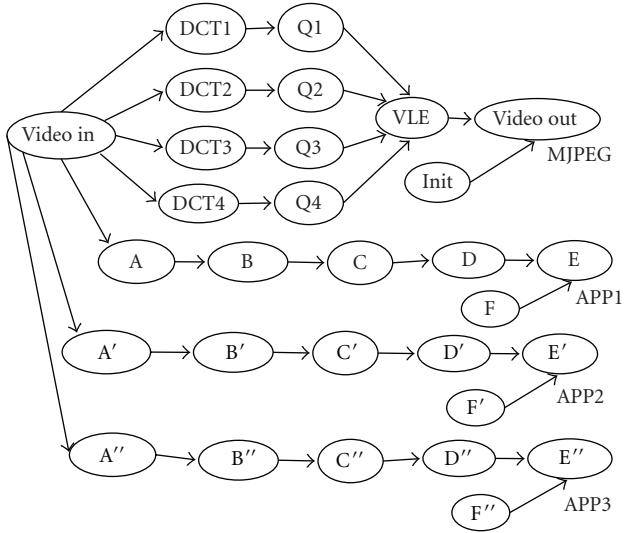 DCT1
Q1
DCT2
Q2
Video in
VLE
Video out
DCT3
Q3
MJPEG
Init
DCT4
Q4
A
B
C
D
E
F
APP1
A′
B′
C′
D′
E′
F′
APP2
A′′
B′′
C′′
D′′
E′′
F′′
APP3